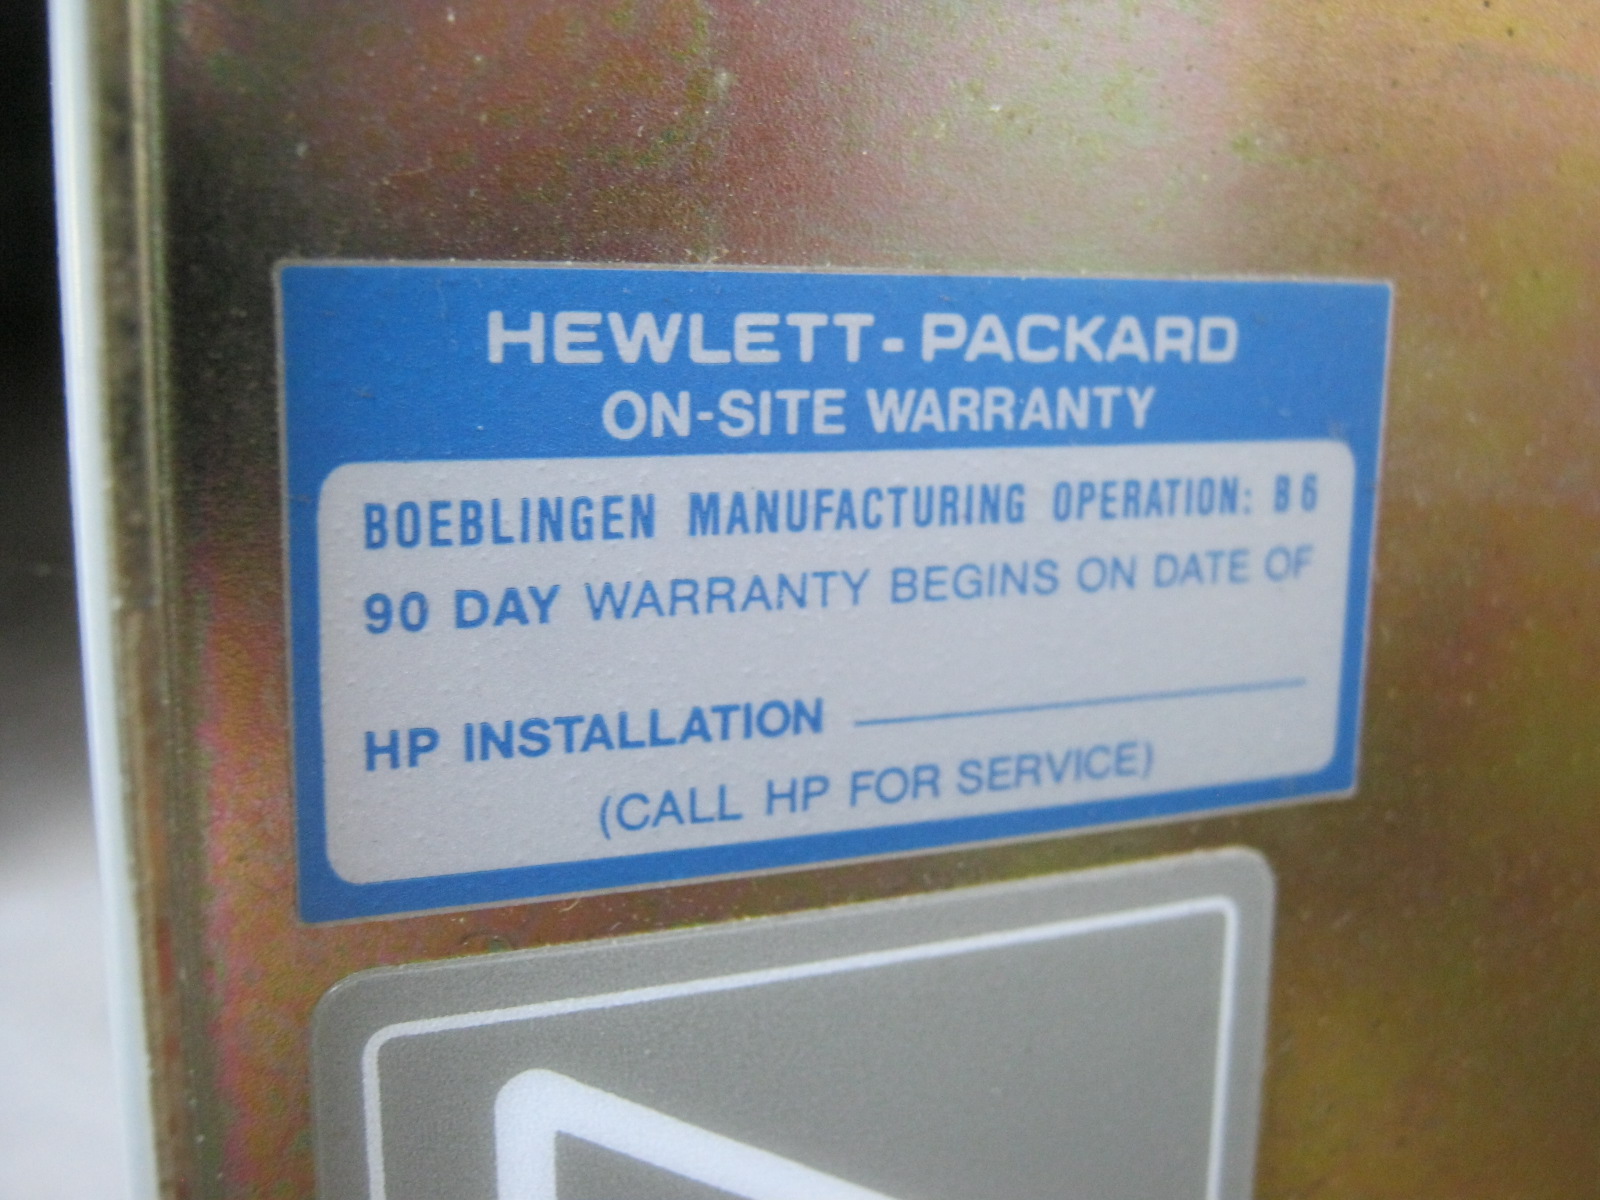 HEWLETT-PACKARD
ON-SITE WARRANTY
BOEBLINGEN MANUFACTURING OPERATION: B6
90 DAY WARRANTY BEGINS ON DATE OF
HP INSTALLATION
(CALL HP FOR SERVICE)